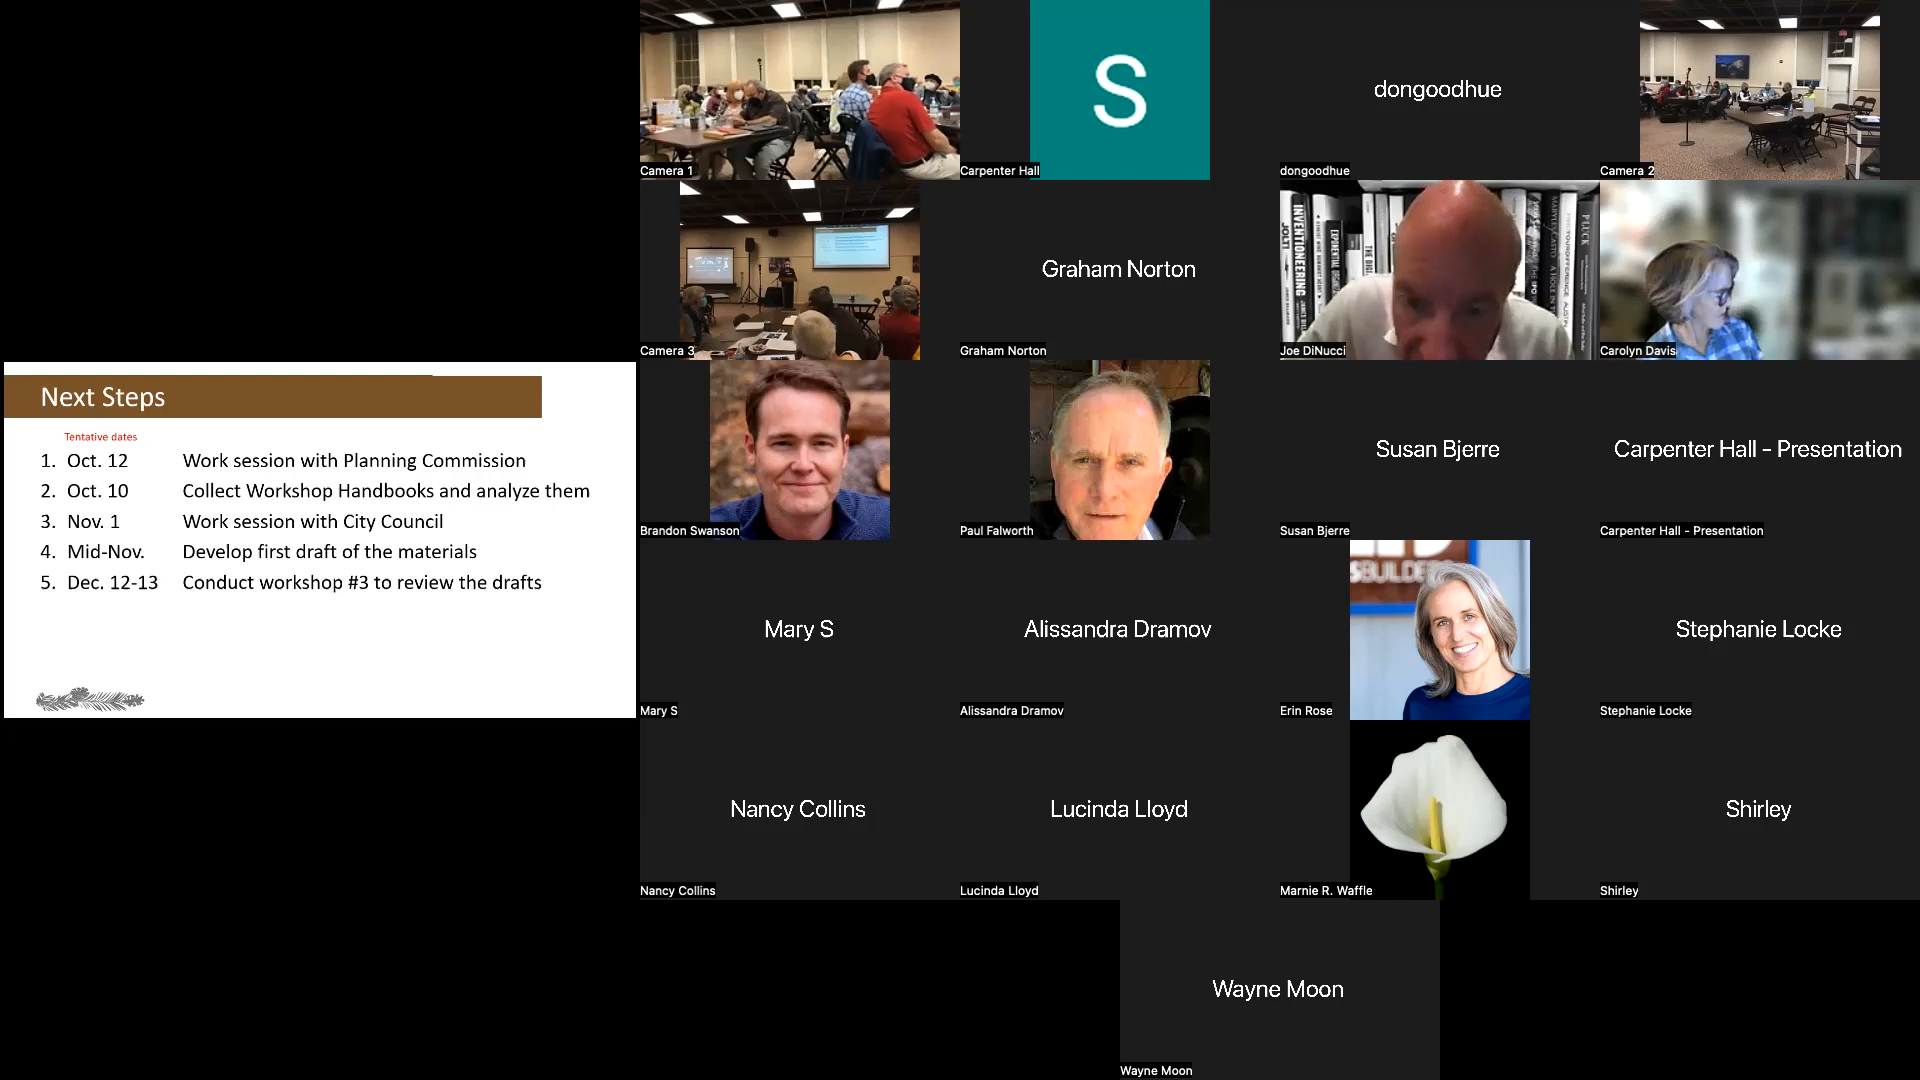 Next Steps
Tentative dates
1. Oct. 12 Work session with Planning Commission
2. Oct. 10 Collect Workshop Handbooks and analyze them
3. Nov. 1 Work session with City Council
4. Mid-Nov. Develop first draft of the materials
5. Dec. 12-13 Conduct workshop #3 to review the drafts
Camera 1
S
Carpenter Hall
dongoodhue
dongoodhue
Camera 2
Camera 3
Graham Norton
Graham Norton
INVENTIONEERING
JOLT!
PLUCK
Joe DiNucci
Carolyn Davis
Brandon Swanson
Paul Falworth
Susan Bjerre
Susan Bjerre
Carpenter Hall - Presentation
Carpenter Hall - Presentation
Mary S
Mary S
Alissandra Dramov
Alissandra Dramov
SBUILDE
Erin Rose
Stephanie Locke
Stephanie Locke
Nancy Collins
Nancy Collins
Lucinda Lloyd
Lucinda Lloyd
Marnie R. Waffle
Shirley
Shirley
Wayne Moon
Wayne Moon